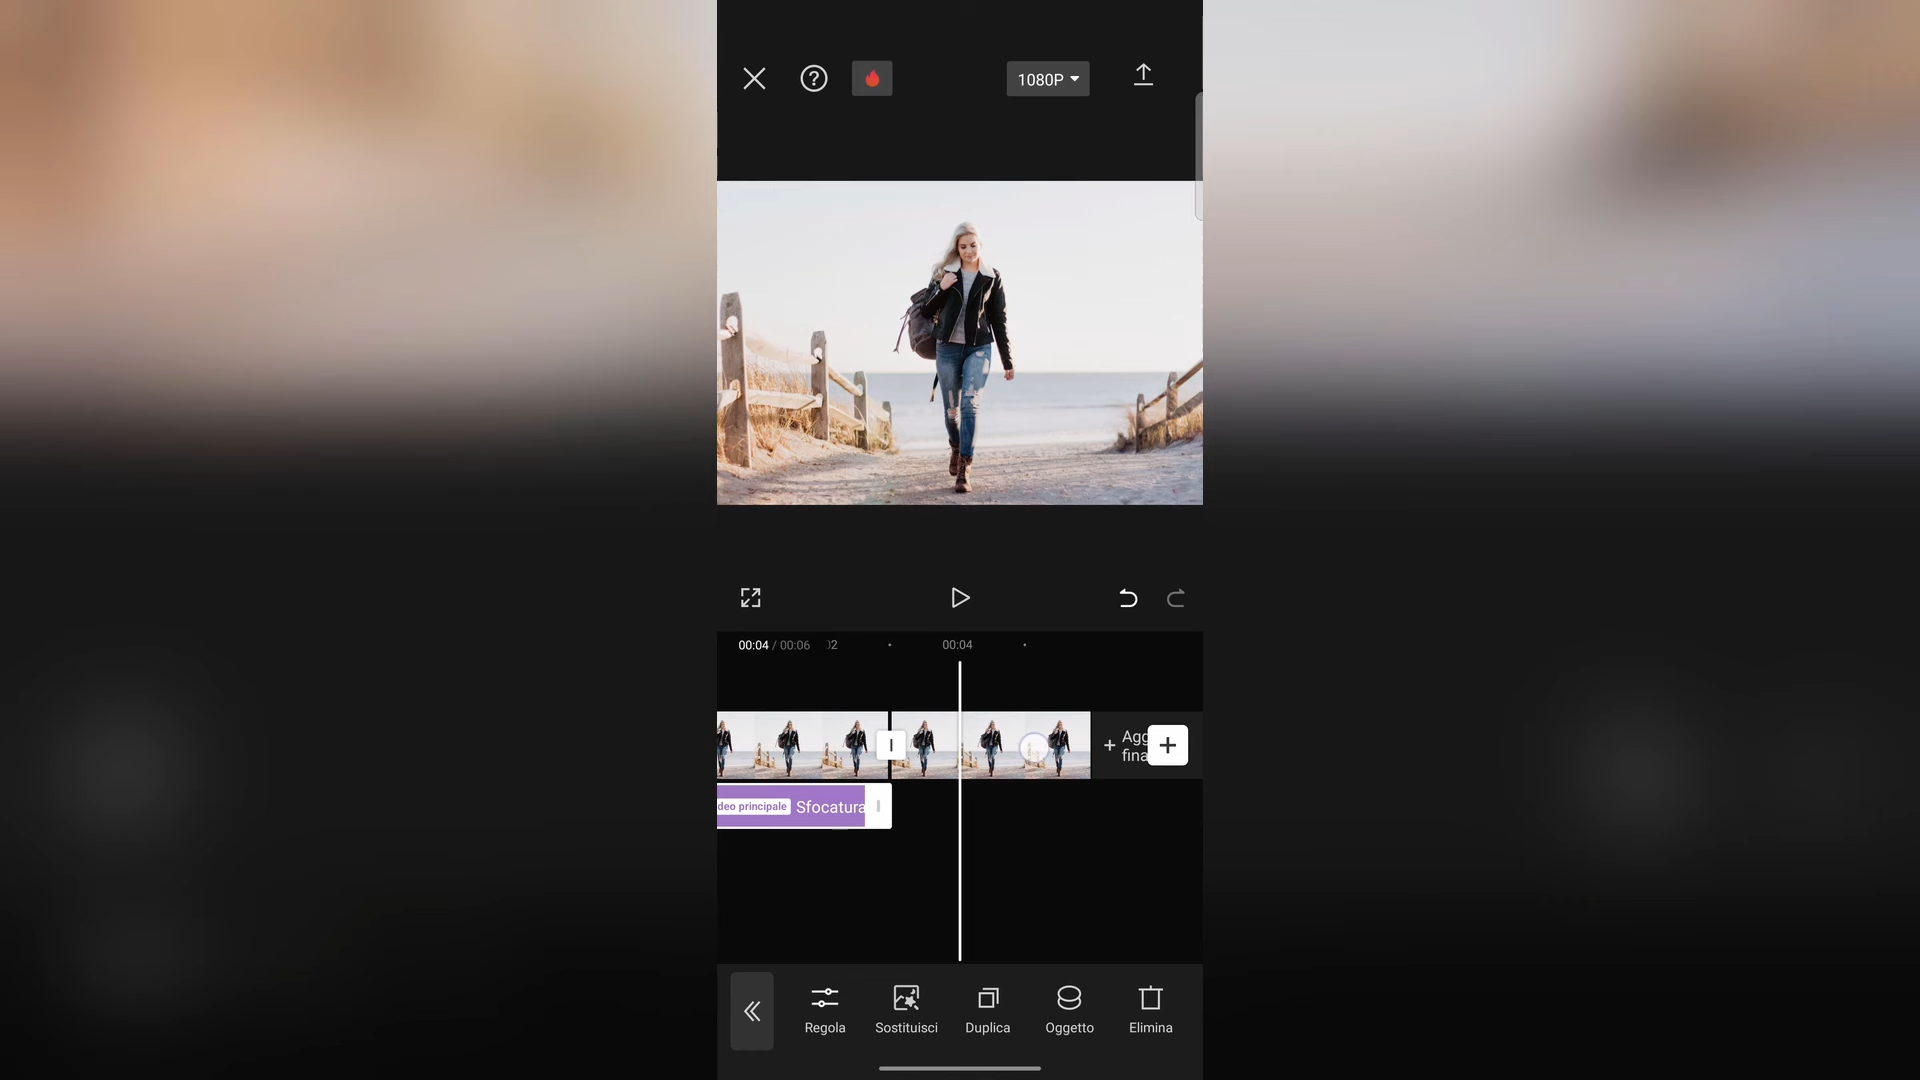 1080P
00:04 / 00:06
00:04
+ Agg
fina
deo principale Sfocatura
Regola
Sostituisci
Duplica
Oggetto
Elimina